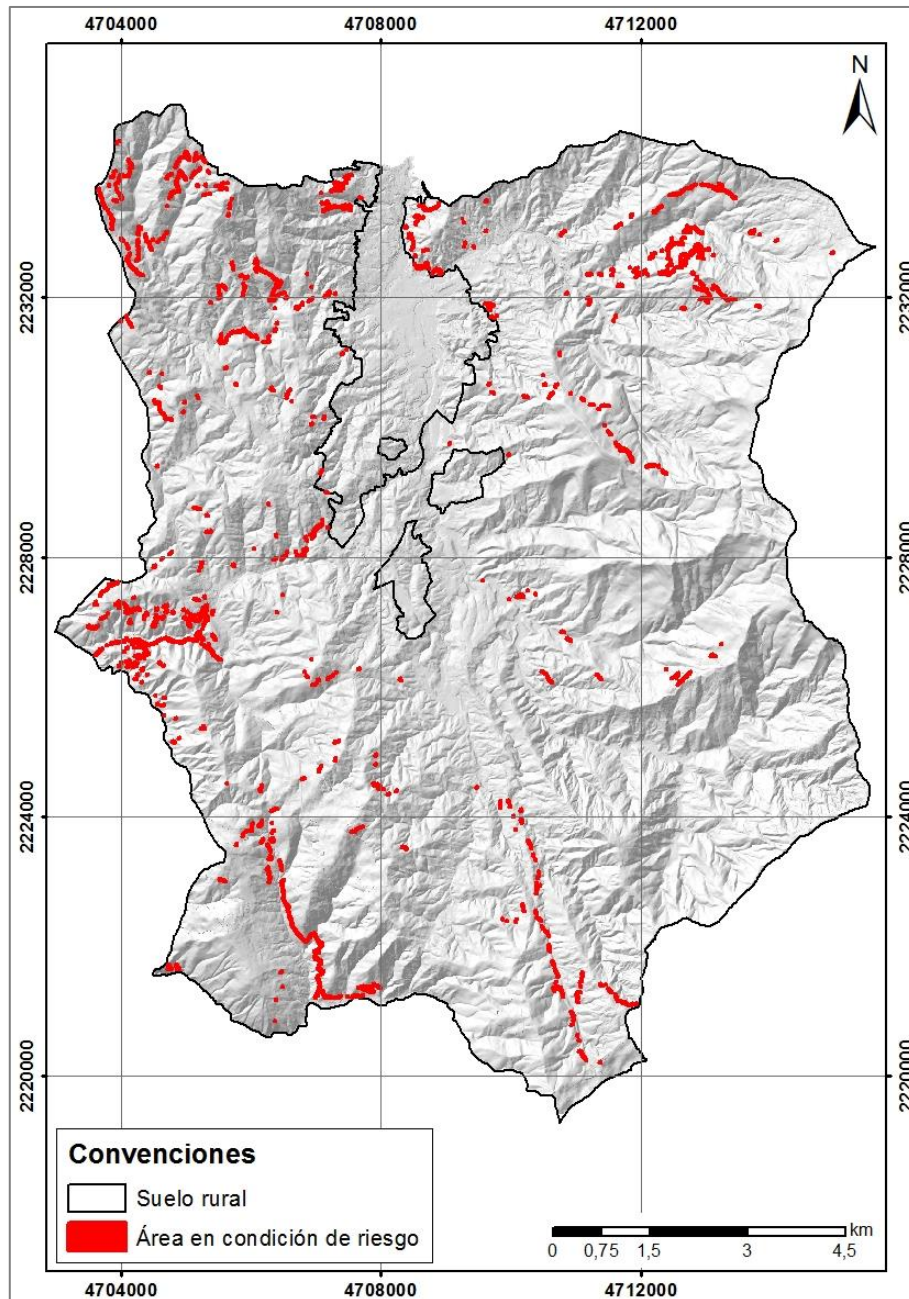 4704000 4708000 4712000
N
2232000 2232000
2228000 2228000
2224000 2224000
2220000 2220000
Convenciones
Suelo rural
Área en condición de riesgo
km
0 0,75 1,5 3 4,5
4704000 4708000 4712000